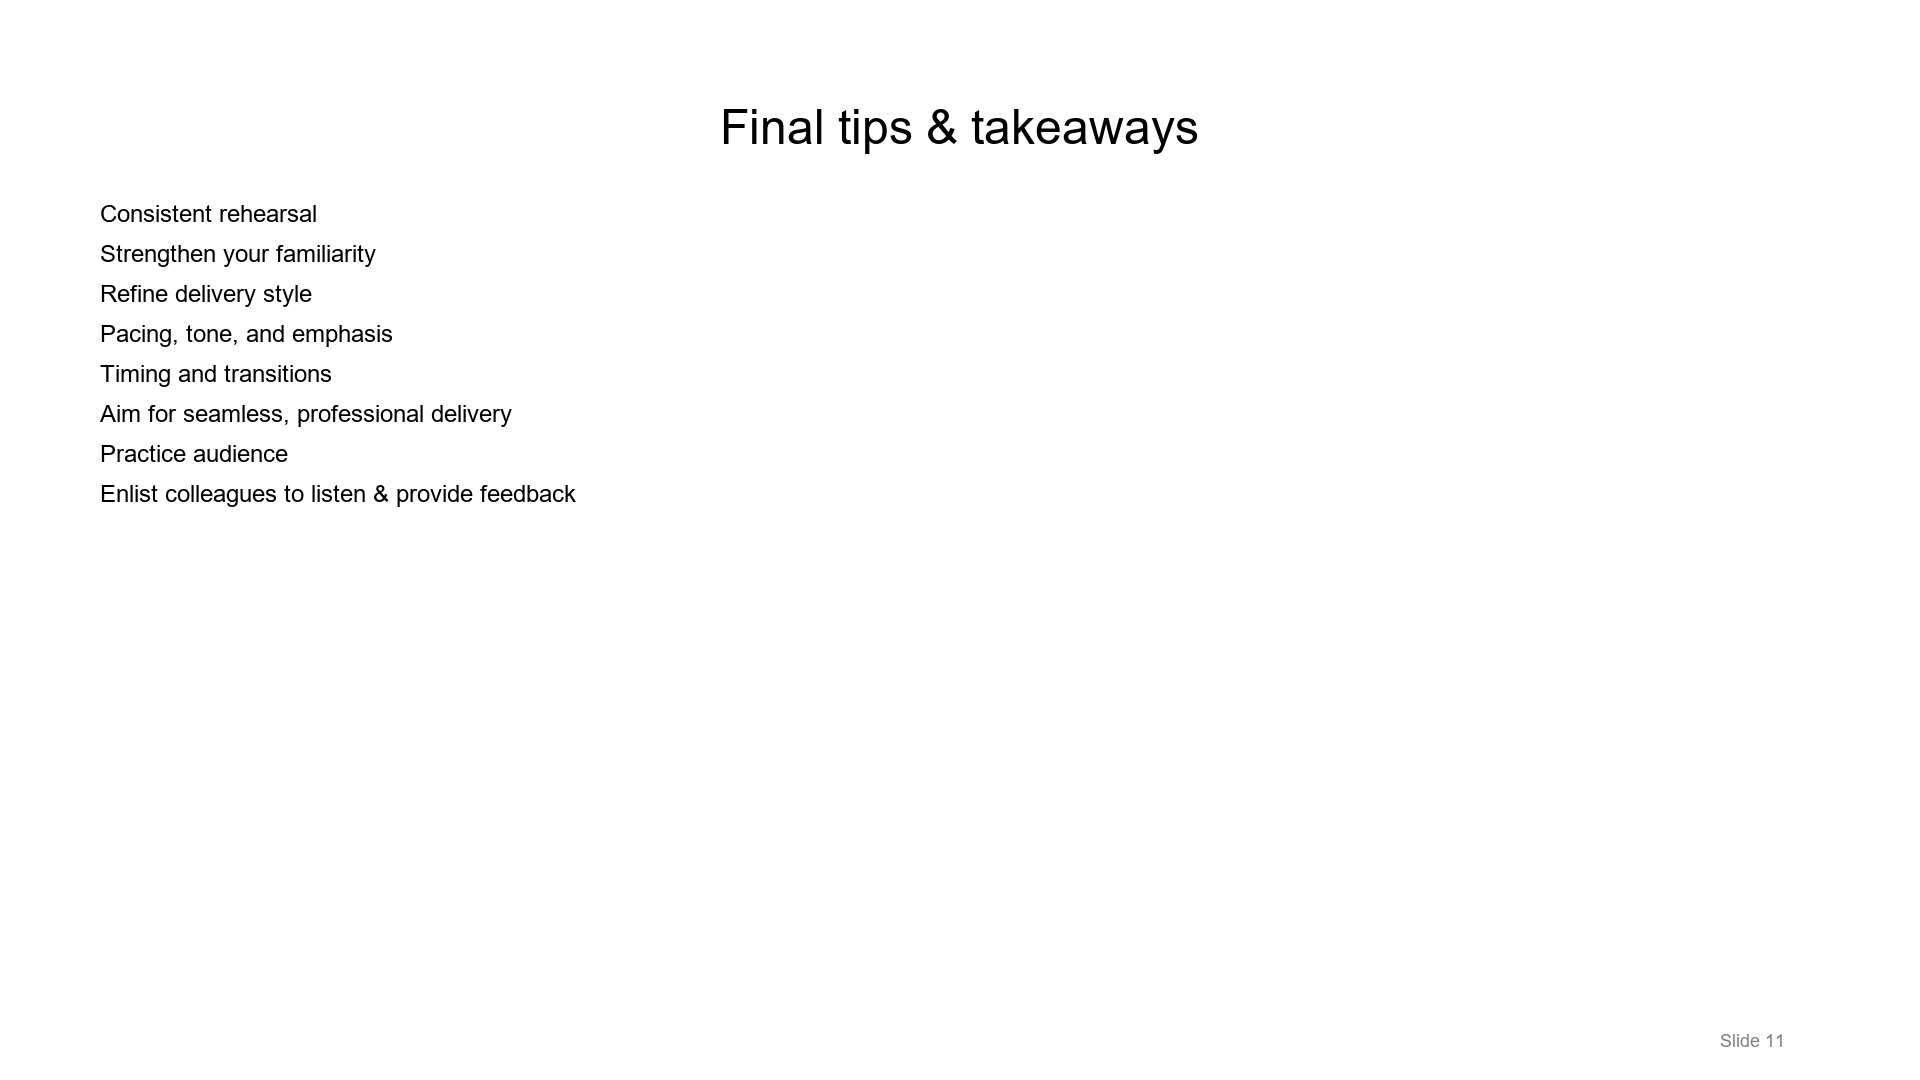 Final tips & takeaways
Consistent rehearsal
Strengthen your familiarity
Refine delivery style
Pacing, tone, and emphasis
Timing and transitions
Aim for seamless, professional delivery
Practice audience
Enlist colleagues to listen & provide feedback
Slide 11